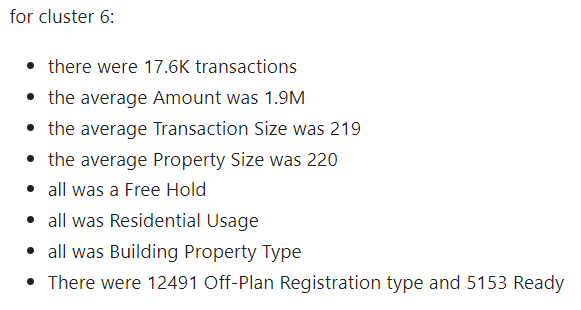 for cluster 6:
• there were 17.6K transactions
• the average Amount was 1.9M
• the average Transaction Size was 219
• the average Property Size was 220
• all was a Free Hold
• all was Residential Usage
• all was Building Property Type
• There were 12491 Off-Plan Registration type and 5153 Ready